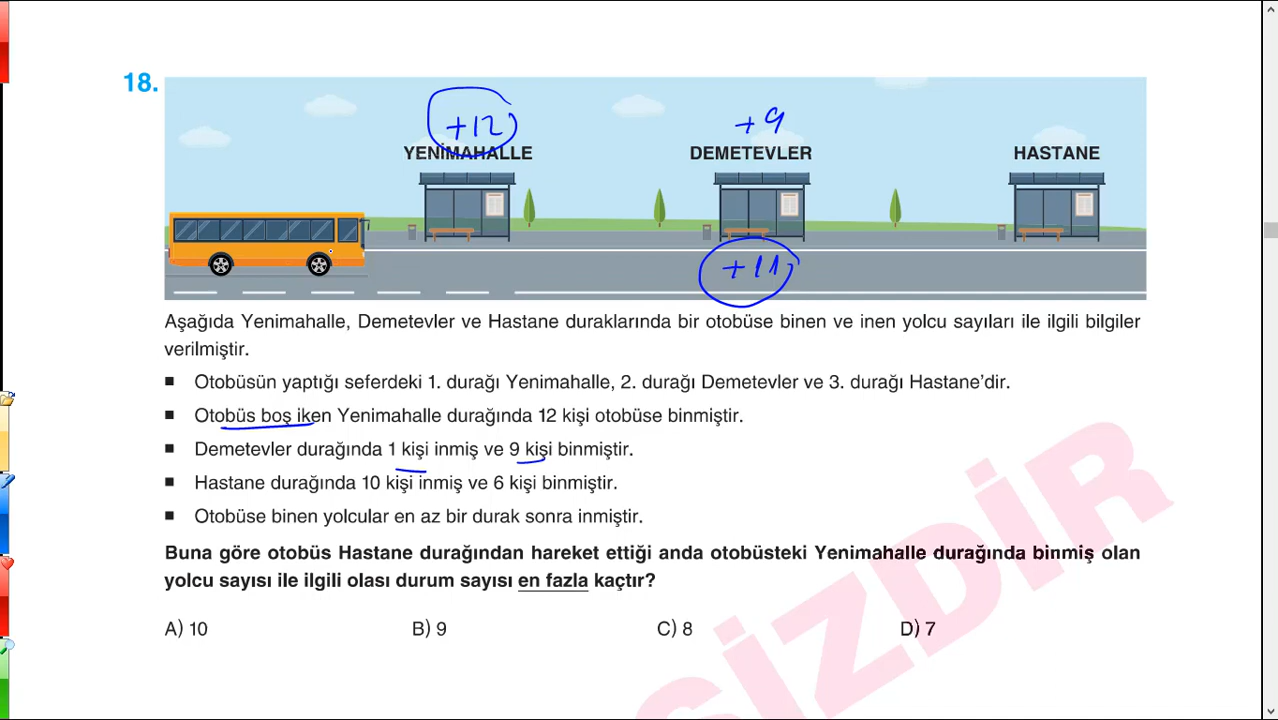 18.
+12
+9
YENİMAHALLE
DEMETEVLER
HASTANE
+11
Aşağıda Yenimahalle, Demetevler ve Hastane duraklarında bir otobüse binen ve inen yolcu sayıları ile ilgili bilgiler
verilmiştir.
■ Otobüsün yaptığı seferdeki 1. durağı Yenimahalle, 2. durağı Demetevler ve 3. durağı Hastane’dir.
■ Otobüs boş iken Yenimahalle durağında 12 kişi otobüse binmiştir.
■ Demetevler durağında 1 kişi inmiş ve 9 kişi binmiştir.
■ Hastane durağında 10 kişi inmiş ve 6 kişi binmiştir.
■ Otobüse binen yolcular en az bir durak sonra inmiştir.
Buna göre otobüs Hastane durağından hareket ettiği anda otobüsteki Yenimahalle durağında binmiş olan
yolcu sayısı ile ilgili olası durum sayısı en fazla kaçtır?
A) 10
B) 9
C) 8
D) 7
SİZDİR